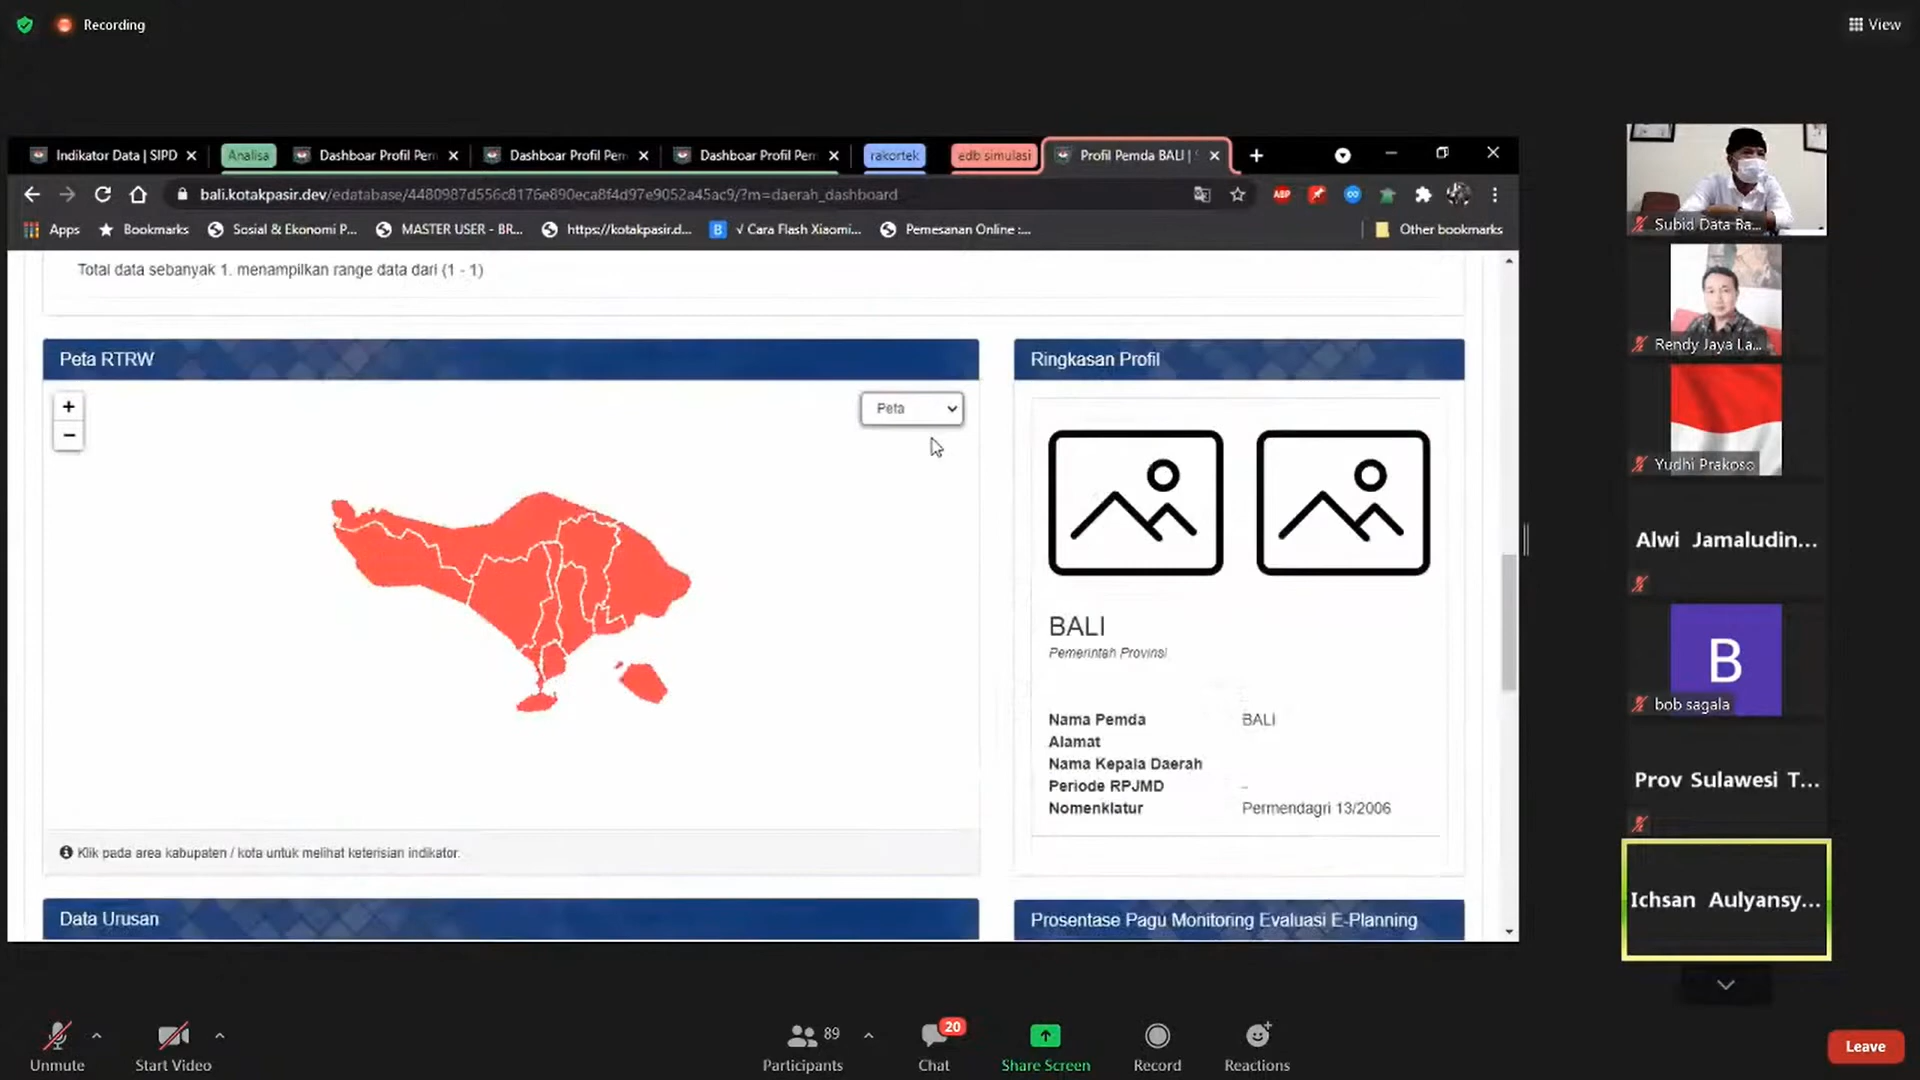 Recording
View
Indikator Data | SIPD
Analisa
Dashboar Profil Pem
Dashboar Profil Pem
Dashboar Profil Pem
rakortek
edb simulasi
Profil Pemda BALI |
bali.kotakpasir.dev/edatabase/4480987d556c8176e890eca8f4d97e9052a45ac9/?m=daerah_dashboard
ABP
Apps
Bookmarks
Sosial & Ekonomi P...
MASTER USER - BR...
https://kotakpasir.d...
B
√ Cara Flash Xiaomi...
Pemesanan Online :...
Other bookmarks
Total data sebanyak 1. menampilkan range data dari (1 - 1)
Peta RTRW
+
−
Peta
Klik pada area kabupaten / kota untuk melihat keterisian indikator.
Ringkasan Profil
BALI
Pemerintah Provinsi
Nama Pemda BALI
Alamat
Nama Kepala Daerah
Periode RPJMD -
Nomenklatur Permendagri 13/2006
Data Urusan
Prosentase Pagu Monitoring Evaluasi E-Planning
Subid Data Ba...
Rendy Jaya La...
Yudhi Prakoso
Alwi Jamaludin...
B
bob sagala
Prov Sulawesi T...
Ichsan Aulyansy...
Unmute
Start Video
89
Participants
20
Chat
Share Screen
Record
Reactions
Leave